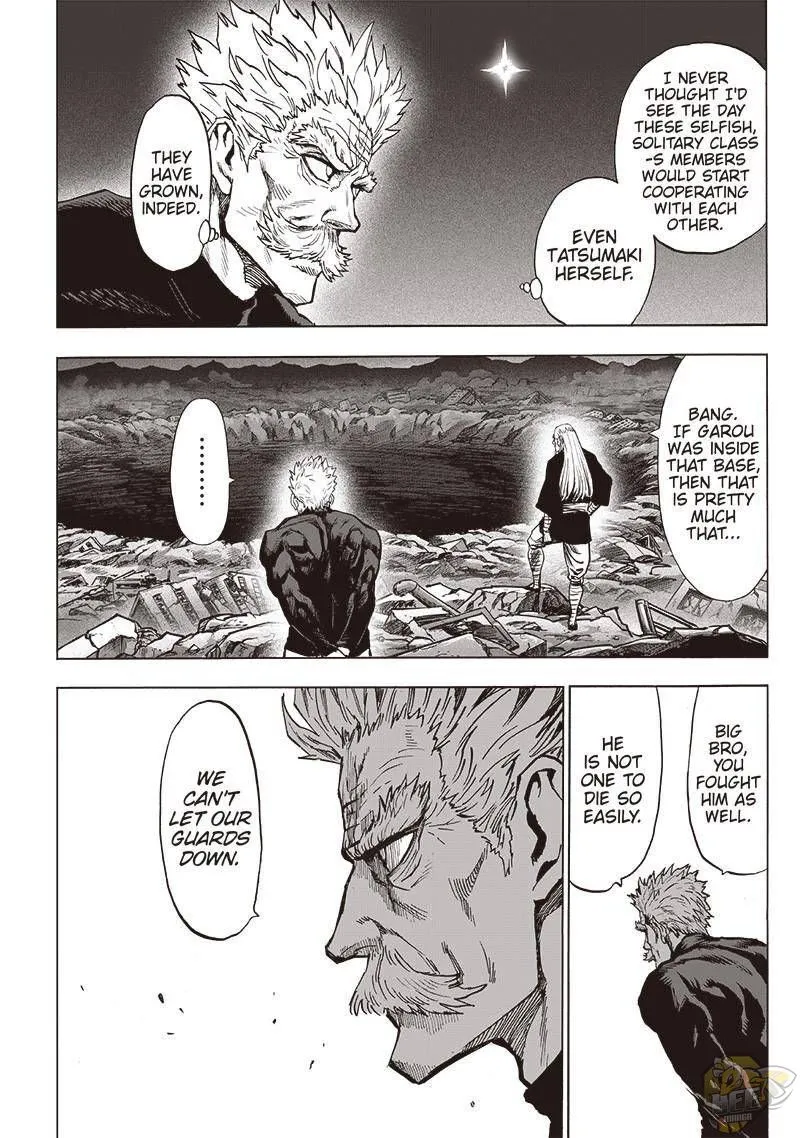 I NEVER
THOUGHT I'D
SEE THE DAY
THESE SELFISH,
SOLITARY CLASS
-S MEMBERS
WOULD START
COOPERATING
WITH EACH
OTHER.
EVEN
TATSUMAKI
HERSELF.
THEY
HAVE
GROWN,
INDEED.
BANG.
IF GAROU
WAS INSIDE
THAT BASE,
THEN THAT
IS PRETTY
MUCH
THAT...
........
BIG
BRO,
YOU
FOUGHT
HIM AS
WELL.
HE
IS NOT
ONE TO
DIE SO
EASILY.
WE
CAN'T
LET OUR
GUARDS
DOWN.
MANGA